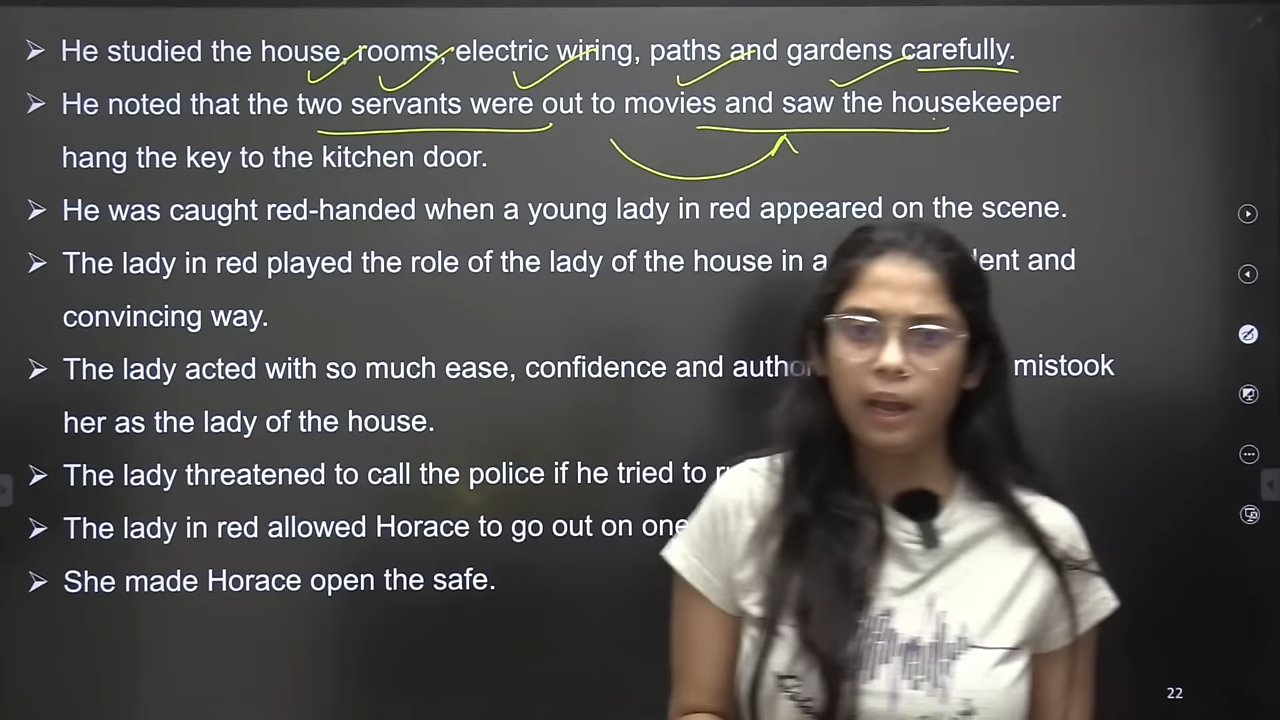 ➤ He studied the house, rooms, electric wiring, paths and gardens carefully.
➤ He noted that the two servants were out to movies and saw the housekeeper
hang the key to the kitchen door.
➤ He was caught red-handed when a young lady in red appeared on the scene.
➤ The lady in red played the role of the lady of the house in a and
convincing way.
➤ The lady acted with so much ease, confidence and mistook
her as the lady of the house.
➤ The lady threatened to call the police if he tried to
➤ The lady in red allowed Horace to go out on one
➤ She made Horace open the safe.
22